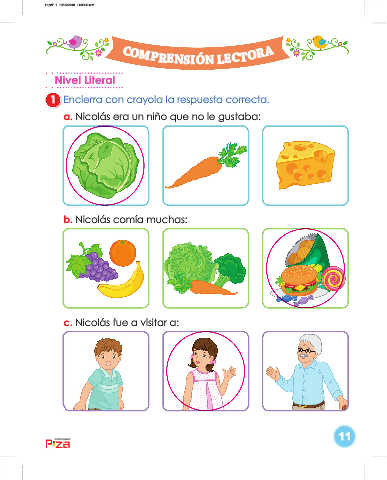 COMPRENSIÓN LECTORA
Nivel Literal
1 Encierra con crayola la respuesta correcta.
a. Nicolás era un niño que no le gustaba:
b. Nicolás comía muchas:
c. Nicolás fue a visitar a:
PIZA
11